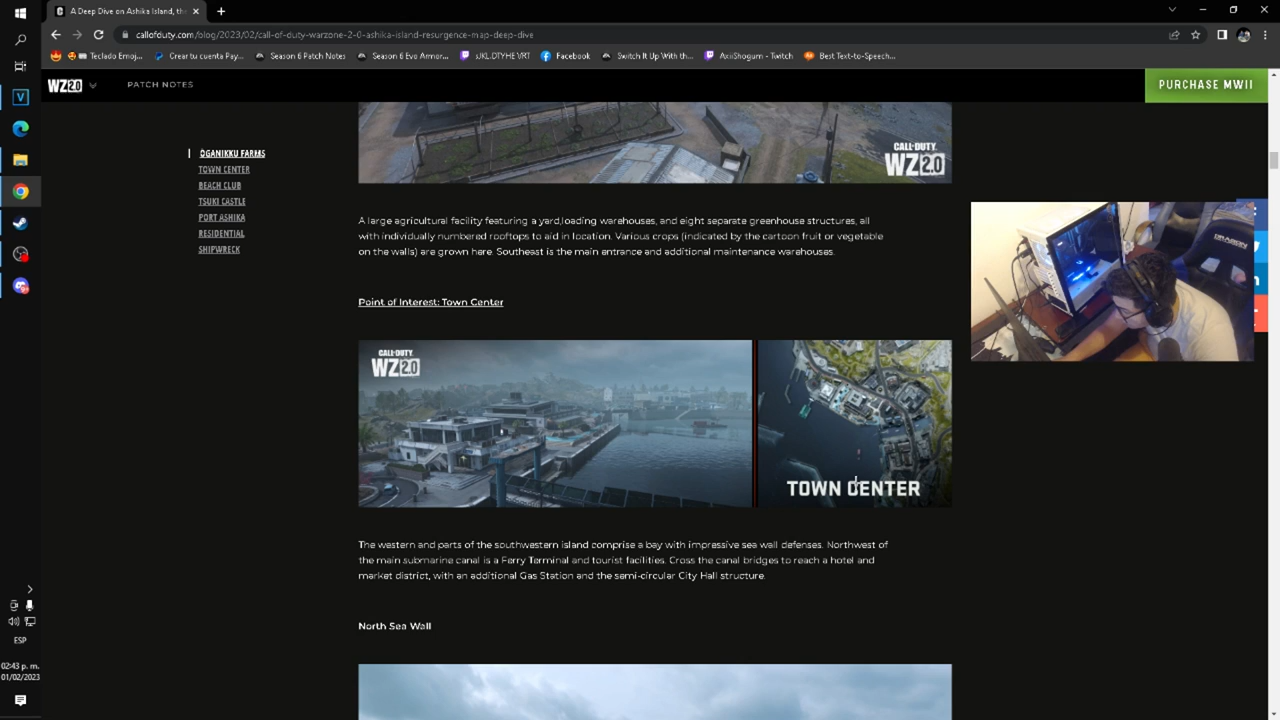 A Deep Dive on Ashika Island, the
callofduty.com/blog/2023/02/call-of-duty-warzone-2-0-ashika-island-resurgence-map-deep-dive
Teclado Emoj... Crear tu cuenta Pay... Season 6 Patch Notes Season 6 Evo Armor... Facebook Switch It Up With th... AxiiShogum - Twitch Best Text-to-Speech...
WZ2.0 PATCH NOTES PURCHASE MWII
ŌGANIKKU FARMS
TOWN CENTER
BEACH CLUB
TSUKI CASTLE
PORT ASHIKA
RESIDENTIAL
SHIPWRECK
CALL·DUTY
WZ2.0
A large agricultural facility featuring a yard,loading warehouses, and eight separate greenhouse structures, all
with individually numbered rooftops to aid in location. Various crops (indicated by the cartoon fruit or vegetable
on the walls) are grown here. Southeast is the main entrance and additional maintenance warehouses.
DRAGON
Point of Interest: Town Center
CALL·DUTY
WZ2.0
TOWN CENTER
The western and parts of the southwestern island comprise a bay with impressive sea wall defenses. Northwest of
the main submarine canal is a Ferry Terminal and tourist facilities. Cross the canal bridges to reach a hotel and
market district, with an additional Gas Station and the semi-circular City Hall structure.
North Sea Wall
ESP
02:43 p. m.
01/02/2023